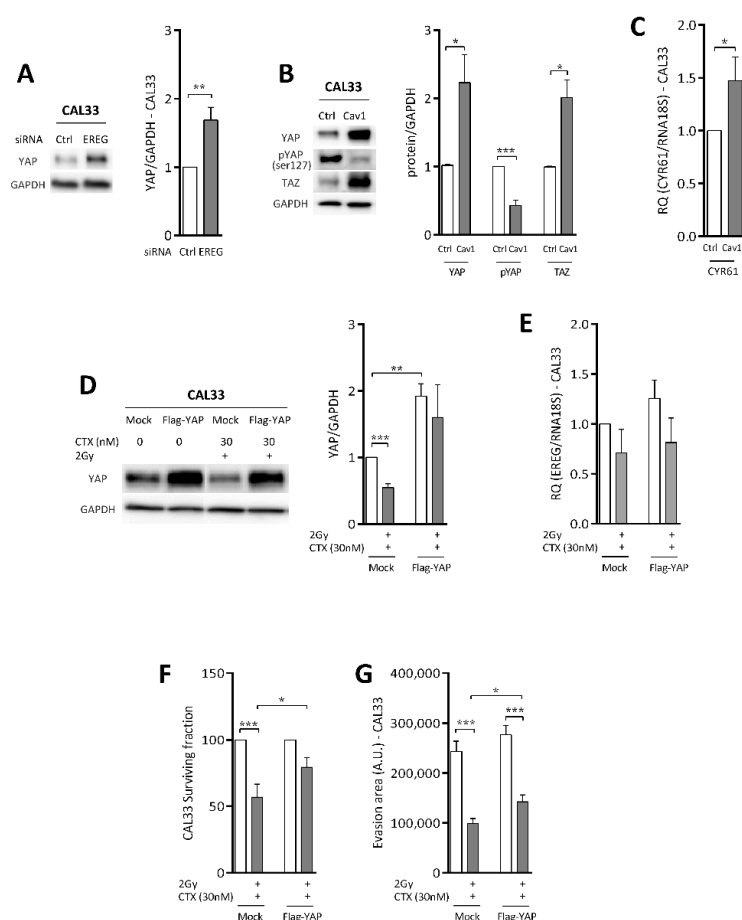 A
CAL33
siRNA Ctrl EREG
YAP
GAPDH
YAP/GAPDH - CAL33
3
2
1
0
**
siRNA Ctrl EREG
B
CAL33
Ctrl Cav1
YAP
pYAP
(ser127)
TAZ
GAPDH
protein/GAPDH
3
2
1
0
*
***
*
Ctrl Cav1 Ctrl Cav1 Ctrl Cav1
YAP pYAP TAZ
C
RQ (CYR61/RNA18S) - CAL33
2.0
1.5
1.0
0.5
0.0
*
Ctrl Cav1
CYR61
D
CAL33
Mock Flag-YAP Mock Flag-YAP
CTX (nM) 0 0 30 30
2Gy + +
YAP
GAPDH
YAP/GAPDH
3
2
1
0
***
**
2Gy + +
CTX (30nM) + +
Mock Flag-YAP
E
RQ (EREG/RNA18S) - CAL33
2.0
1.5
1.0
0.5
0.0
2Gy + +
CTX (30nM) + +
Mock Flag-YAP
F
CAL33 Surviving fraction
150
100
50
0
***
*
2Gy + +
CTX (30nM) + +
Mock Flag-YAP
G
Evasion area (A.U.) - CAL33
400,000
300,000
200,000
100,000
0
***
*
***
2Gy + +
CTX (30nM) + +
Mock Flag-YAP